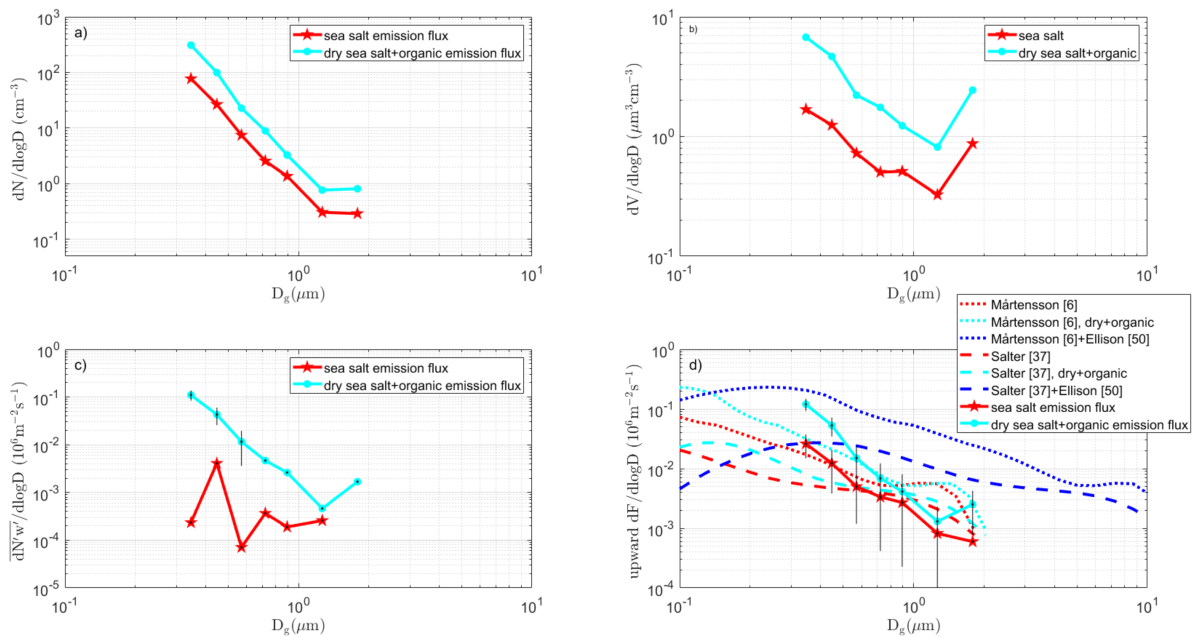 a)
sea salt emission flux
dry sea salt+organic emission flux
10^3
10^2
10^1
10^0
10^-1
dN/dlogD (cm^-3)
10^-1
10^0
10^1
D_g(μm)
b)
sea salt
dry sea salt+organic
10^1
10^0
10^-1
dV/dlogD (μm^3cm^-3)
10^-1
10^0
10^1
D_g(μm)
c)
sea salt emission flux
dry sea salt+organic emission flux
10^0
10^-1
10^-2
10^-3
10^-4
10^-5
dN'w'/dlogD (10^6m^-2s^-1)
10^-1
10^0
10^1
D_g(μm)
d)
Mårtensson [6]
Mårtensson [6], dry+organic
Mårtensson [6]+Ellison [50]
Salter [37]
Salter [37], dry+organic
Salter [37]+Ellison [50]
sea salt emission flux
dry sea salt+organic emission flux
10^0
10^-1
10^-2
10^-3
10^-4
upward dF/dlogD (10^6m^-2s^-1)
10^-1
10^0
10^1
D_g(μm)